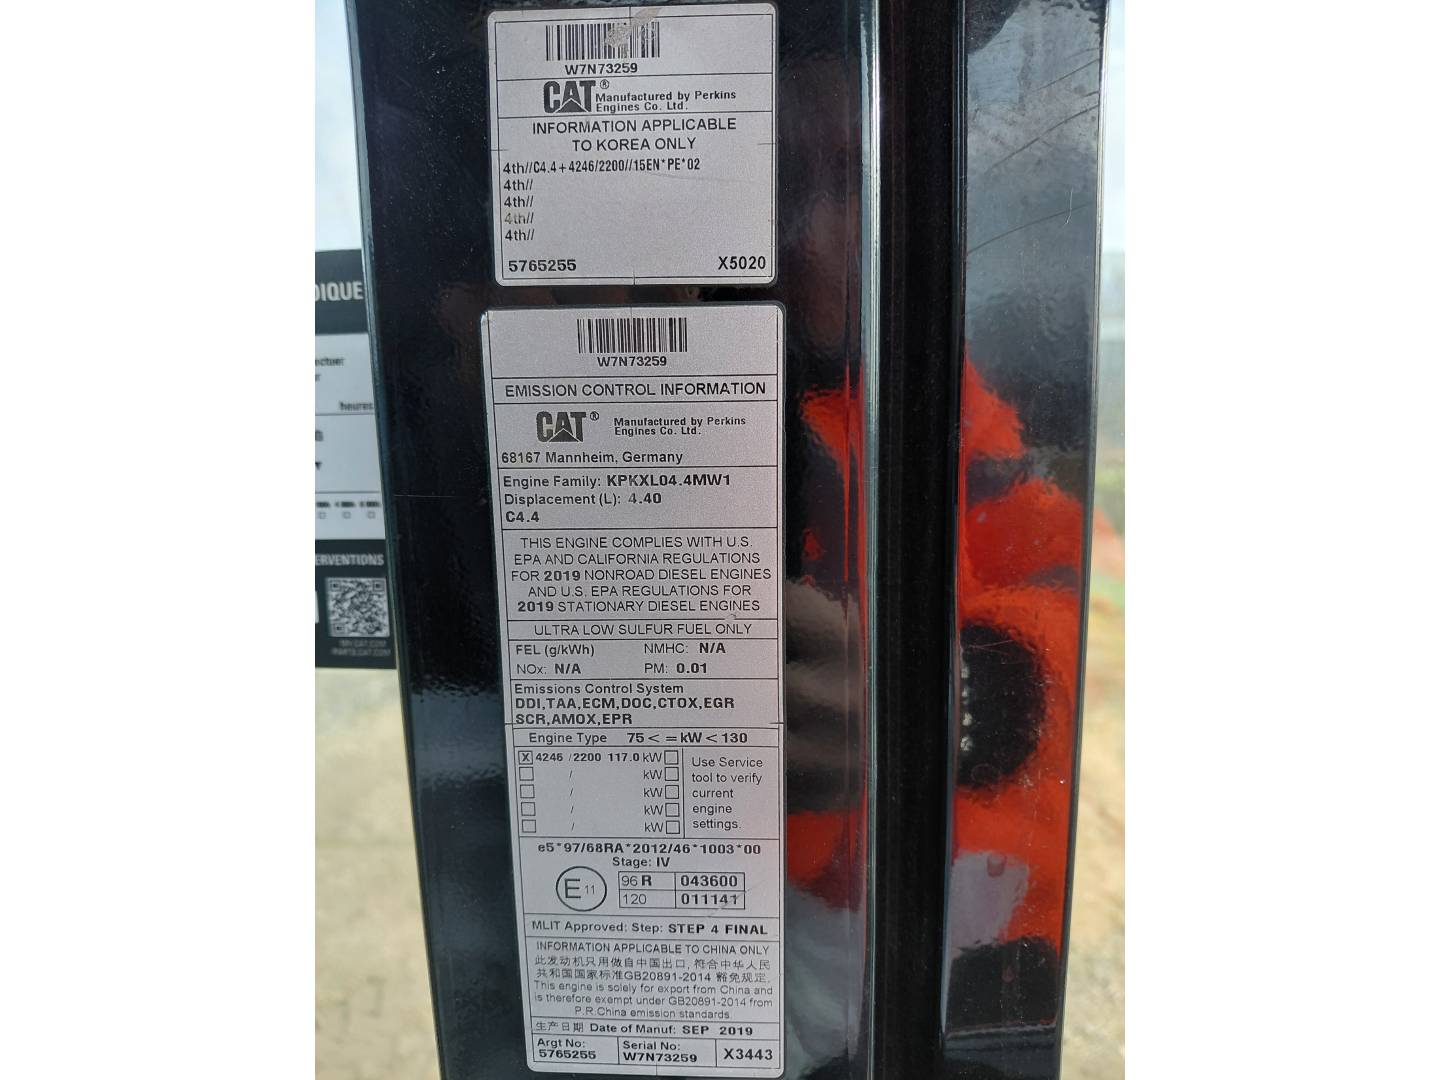 W7N73259
CAT® Manufactured by Perkins
Engines Co. Ltd.
INFORMATION APPLICABLE
TO KOREA ONLY
4th//C4.4+4246/2200//15EN*PE*02
4th//
4th//
4th//
4th//
5765255 X5020
W7N73259
EMISSION CONTROL INFORMATION
CAT® Manufactured by Perkins
Engines Co. Ltd.
68167 Mannheim, Germany
Engine Family: KPKXL04.4MW1
Displacement (L): 4.40
C4.4
THIS ENGINE COMPLIES WITH U.S.
EPA AND CALIFORNIA REGULATIONS
FOR 2019 NONROAD DIESEL ENGINES
AND U.S. EPA REGULATIONS FOR
2019 STATIONARY DIESEL ENGINES
ULTRA LOW SULFUR FUEL ONLY
FEL (g/kWh) NMHC: N/A
NOx: N/A PM: 0.01
Emissions Control System
DDI,TAA,ECM,DOC,CTOX,EGR
SCR,AMOX,EPR
Engine Type 75 < = kW < 130
X 4246 /2200 117.0 kW
/ kW
/ kW
/ kW
/ kW
Use Service
tool to verify
current
engine
settings.
e5*97/68RA*2012/46*1003*00
Stage: IV
E 11
96 R 043600
120 011141
MLIT Approved: Step: STEP 4 FINAL
INFORMATION APPLICABLE TO CHINA ONLY
此发动机只用做自中国出口, 符合中华人民
共和国国家标准GB20891-2014 豁免规定.
This engine is solely for export from China and
is therefore exempt under GB20891-2014 from
P.R.China emission standards.
生产日期 Date of Manuf: SEP 2019
Argt No:
5765255
Serial No:
W7N73259
X3443
DIQUE
heures
ERVENTIONS
MY.CAT.COM
PARTS.CAT.COM